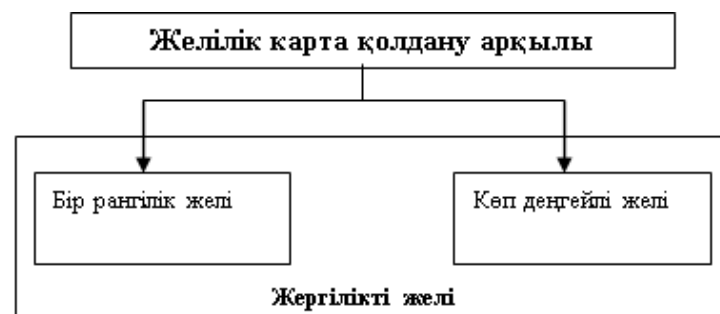 Желілік карта қолдану арқылы
Бір рангілік желі
Көп деңгейлі желі
Жергілікті желі